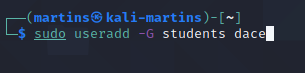 ┌──(martins㉿kali-martins)-[~]
└─$ sudo useradd -G students dace